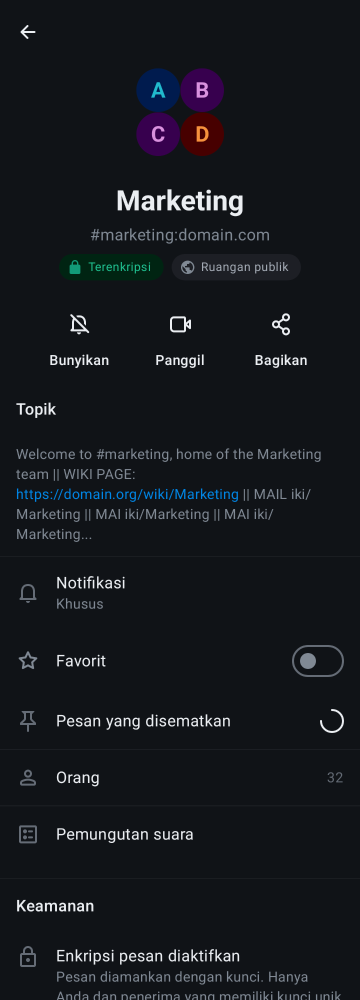 A B
C D
Marketing
#marketing:domain.com
Terenkripsi Ruangan publik
Bunyikan Panggil Bagikan
Topik
Welcome to #marketing, home of the Marketing
team || WIKI PAGE:
https://domain.org/wiki/Marketing || MAIL iki/
Marketing || MAI iki/Marketing || MAI iki/
Marketing...
Notifikasi
Khusus
Favorit
Pesan yang disematkan
Orang 32
Pemungutan suara
Keamanan
Enkripsi pesan diaktifkan
Pesan diamankan dengan kunci. Hanya
Anda dan penerima yang memiliki kunci unik